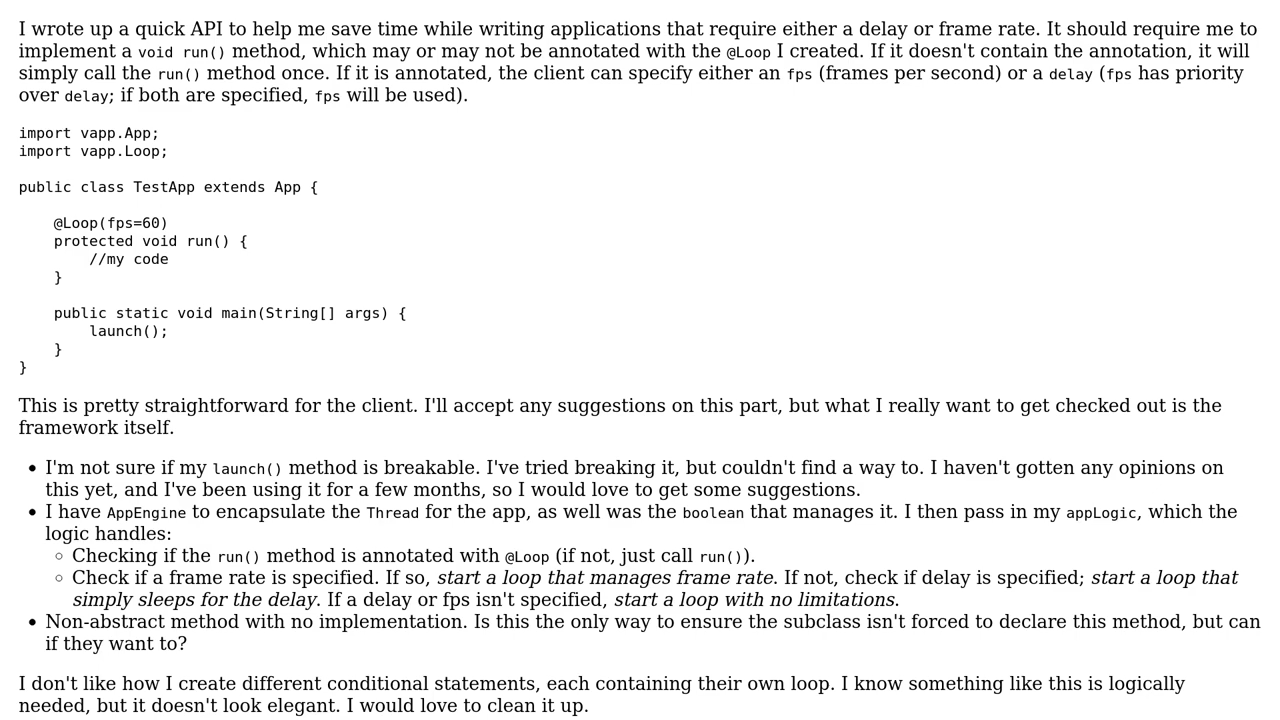 I wrote up a quick API to help me save time while writing applications that require either a delay or frame rate. It should require me to
implement a void run() method, which may or may not be annotated with the @Loop I created. If it doesn't contain the annotation, it will
simply call the run() method once. If it is annotated, the client can specify either an fps (frames per second) or a delay (fps has priority
over delay; if both are specified, fps will be used).
import vapp.App;
import vapp.Loop;
public class TestApp extends App {
    @Loop(fps=60)
    protected void run() {
        //my code
    }
    public static void main(String[] args) {
        launch();
    }
}
This is pretty straightforward for the client. I'll accept any suggestions on this part, but what I really want to get checked out is the
framework itself.
• I'm not sure if my launch() method is breakable. I've tried breaking it, but couldn't find a way to. I haven't gotten any opinions on
this yet, and I've been using it for a few months, so I would love to get some suggestions.
• I have AppEngine to encapsulate the Thread for the app, as well was the boolean that manages it. I then pass in my appLogic, which the
logic handles:
◦ Checking if the run() method is annotated with @Loop (if not, just call run()).
◦ Check if a frame rate is specified. If so, start a loop that manages frame rate. If not, check if delay is specified; start a loop that
simply sleeps for the delay. If a delay or fps isn't specified, start a loop with no limitations.
• Non-abstract method with no implementation. Is this the only way to ensure the subclass isn't forced to declare this method, but can
if they want to?
I don't like how I create different conditional statements, each containing their own loop. I know something like this is logically
needed, but it doesn't look elegant. I would love to clean it up.